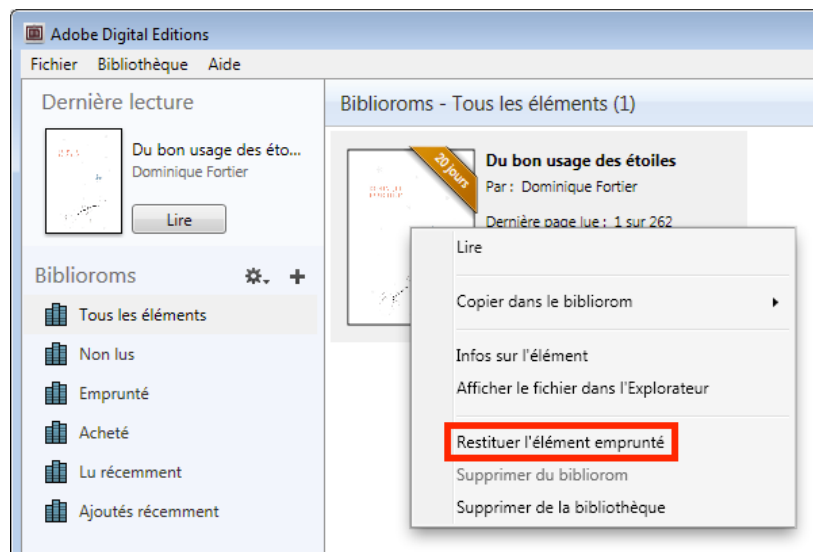 Adobe Digital Editions
Fichier Bibliothèque Aide
Dernière lecture
Du bon usage des éto...
Dominique Fortier
Lire
Biblioroms
Tous les éléments
Non lus
Emprunté
Acheté
Lu récemment
Ajoutés récemment
Biblioroms - Tous les éléments (1)
20 jours
Du bon usage des étoiles
Par : Dominique Fortier
Dernière page lue : 1 sur 262
Lire
Copier dans le bibliorom
Infos sur l'élément
Afficher le fichier dans l'Explorateur
Restituer l'élément emprunté
Supprimer du bibliorom
Supprimer de la bibliothèque